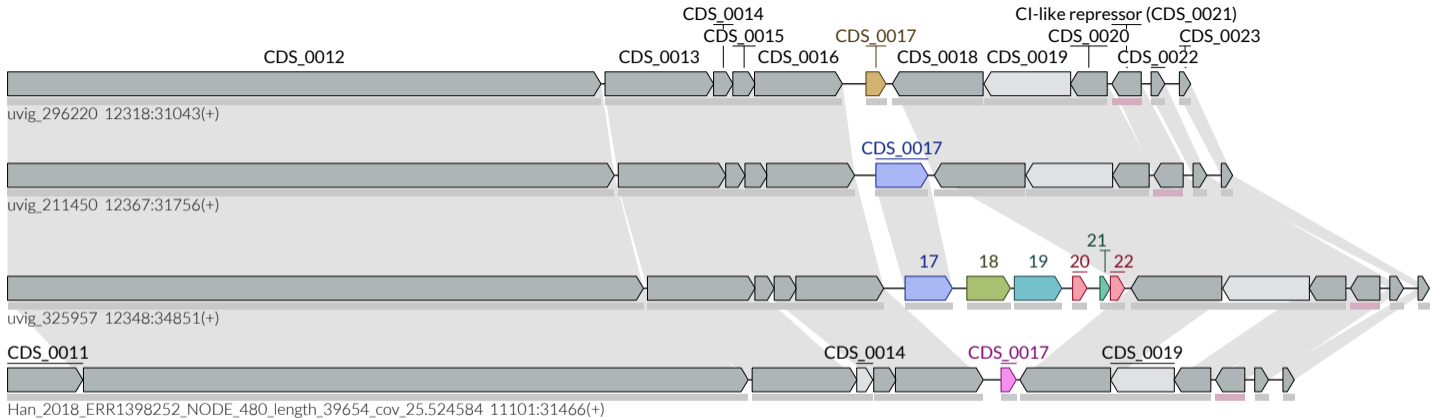 CDS_0014
CI-like repressor (CDS_0021)
CDS_0015
CDS_0017
CDS_0020
CDS_0023
CDS_0012
CDS_0013
CDS_0016
CDS_0018
CDS_0019
CDS_0022
uvig_296220 12318:31043(+)
CDS_0017
uvig_211450 12367:31756(+)
21
17
18
19
20
22
uvig_325957 12348:34851(+)
CDS_0011
CDS_0014
CDS_0017
CDS_0019
Han_2018_ERR1398252_NODE_480_length_39654_cov_25.524584 11101:31466(+)